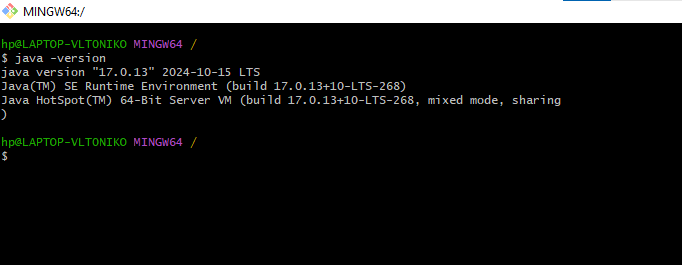 MINGW64:/
hp@LAPTOP-VLTONIKO MINGW64 /
$ java -version
java version "17.0.13" 2024-10-15 LTS
Java(TM) SE Runtime Environment (build 17.0.13+10-LTS-268)
Java HotSpot(TM) 64-Bit Server VM (build 17.0.13+10-LTS-268, mixed mode, sharing
)
hp@LAPTOP-VLTONIKO MINGW64 /
$